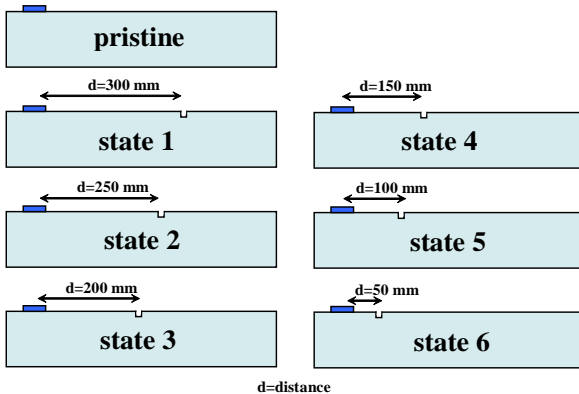 pristine
d=300 mm
state 1
d=250 mm
state 2
d=200 mm
state 3
d=150 mm
state 4
d=100 mm
state 5
d=50 mm
state 6
d=distance